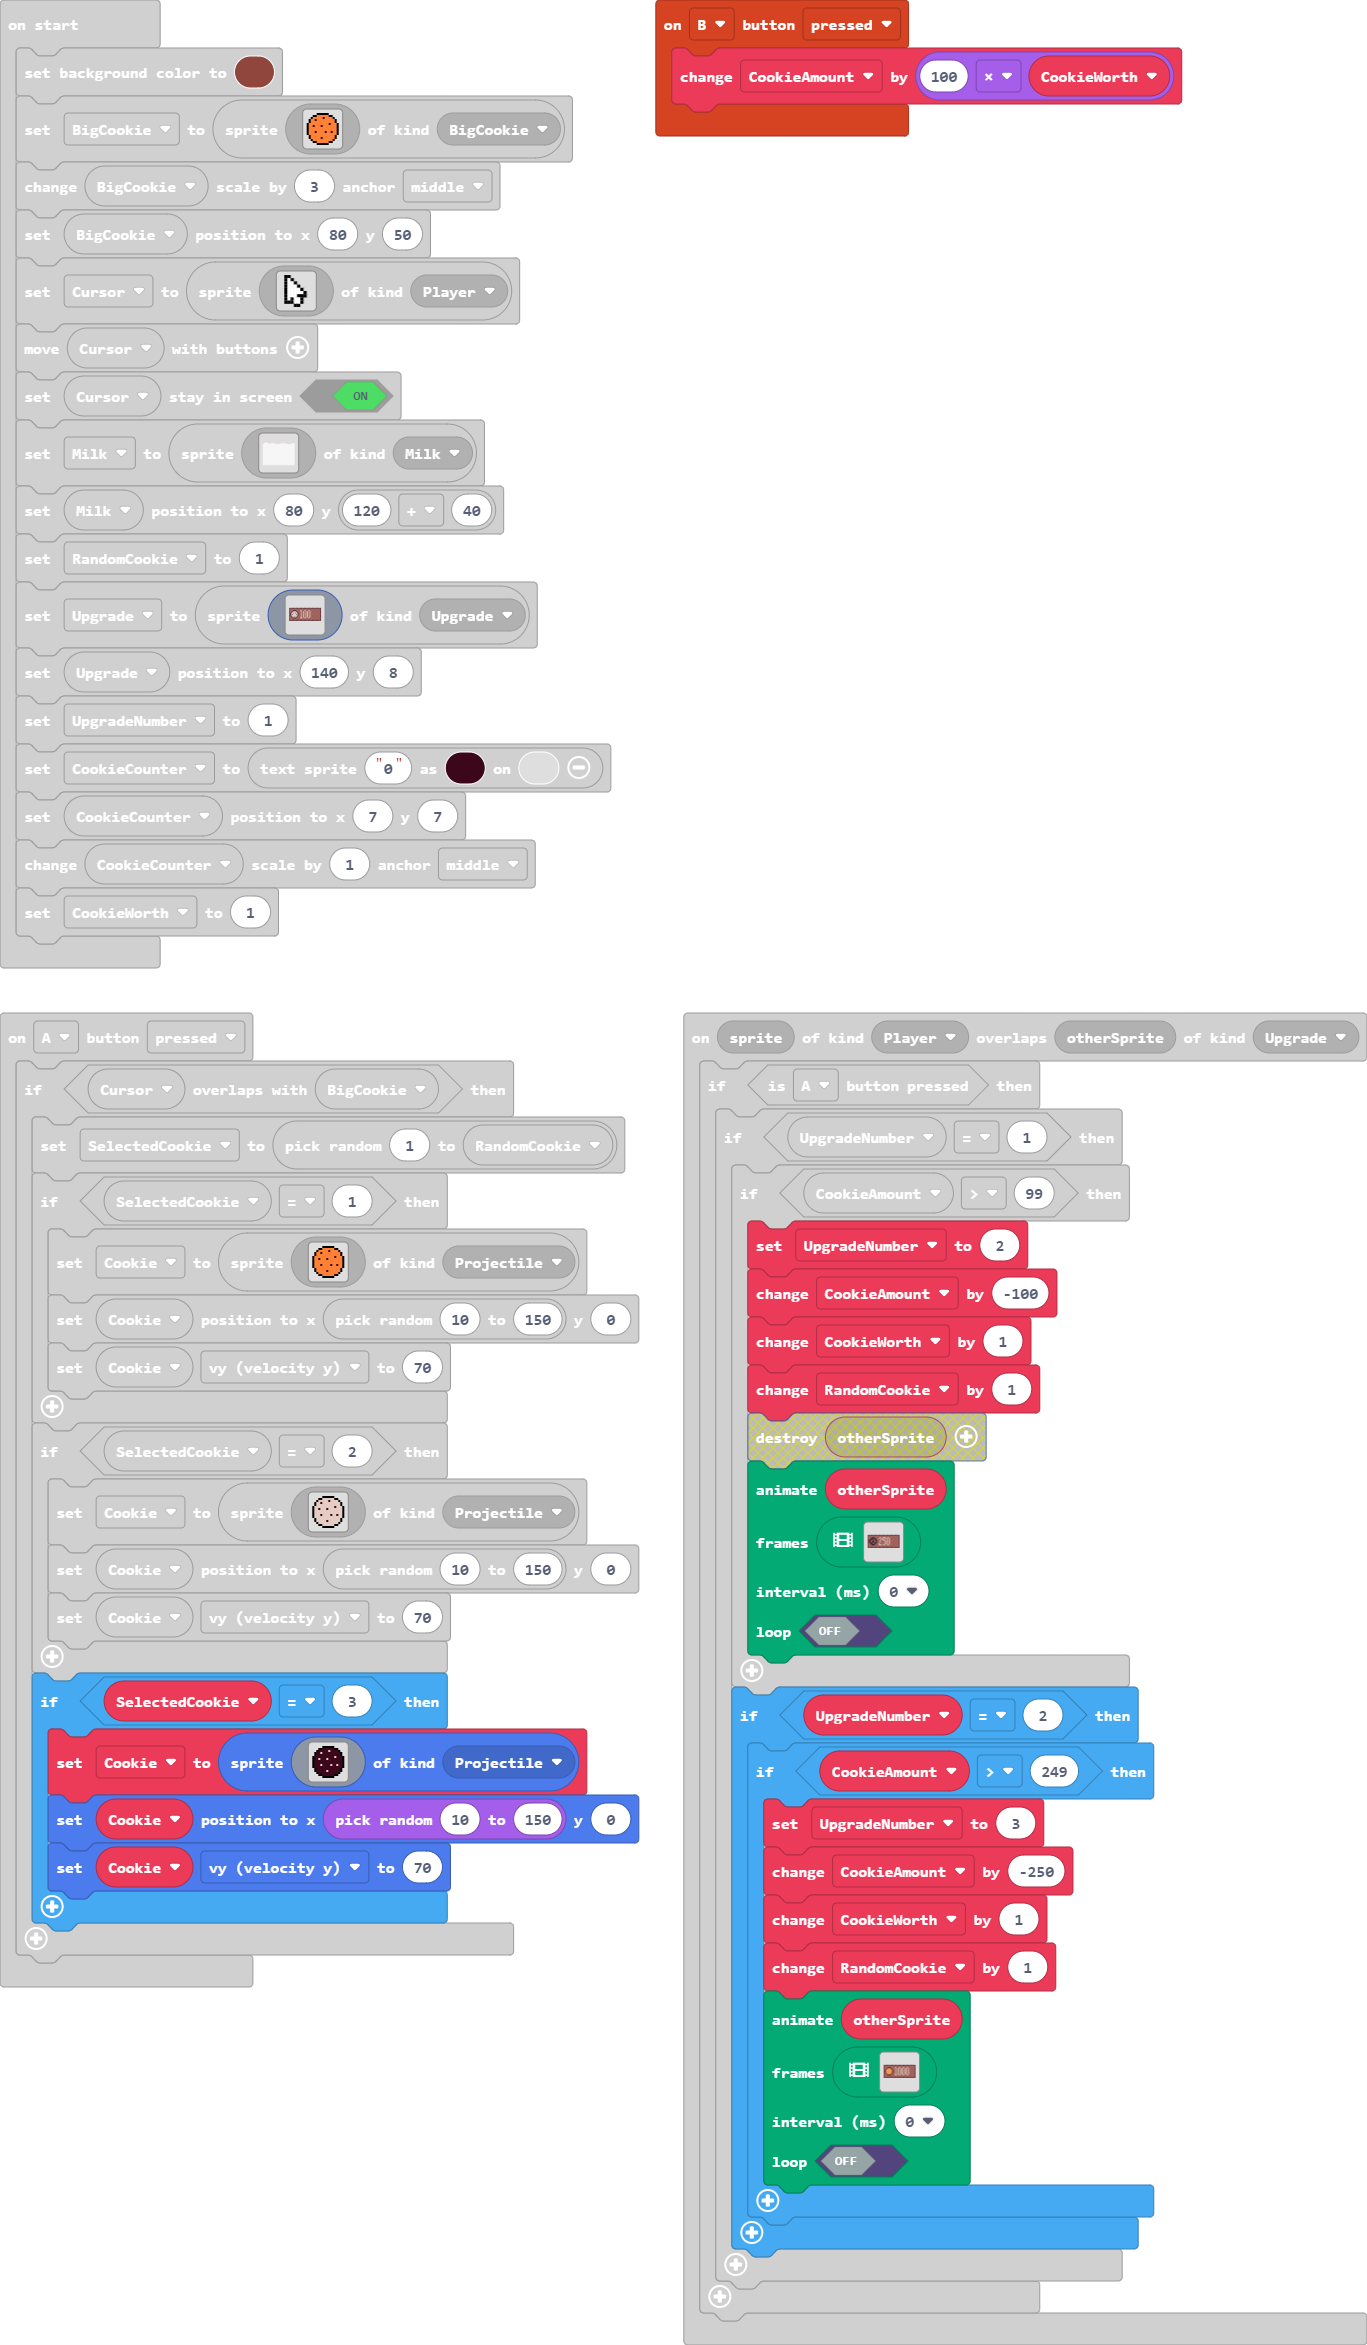 on start
set background color to
set BigCookie to sprite of kind BigCookie
change BigCookie scale by 3 anchor middle
set BigCookie position to x 80 y 50
set Cursor to sprite of kind Player
move Cursor with buttons
set Cursor stay in screen ON
set Milk to sprite of kind Milk
set Milk position to x 80 y 120 + 40
set RandomCookie to 1
set Upgrade to sprite 100 of kind Upgrade
set Upgrade position to x 140 y 8
set UpgradeNumber to 1
set CookieCounter to text sprite "0" as on
set CookieCounter position to x 7 y 7
change CookieCounter scale by 1 anchor middle
set CookieWorth to 1
on B button pressed
change CookieAmount by 100 × CookieWorth
on A button pressed
if Cursor overlaps with BigCookie then
set SelectedCookie to pick random 1 to RandomCookie
if SelectedCookie = 1 then
set Cookie to sprite of kind Projectile
set Cookie position to x pick random 10 to 150 y 0
set Cookie vy (velocity y) to 70
if SelectedCookie = 2 then
set Cookie to sprite of kind Projectile
set Cookie position to x pick random 10 to 150 y 0
set Cookie vy (velocity y) to 70
if SelectedCookie = 3 then
set Cookie to sprite of kind Projectile
set Cookie position to x pick random 10 to 150 y 0
set Cookie vy (velocity y) to 70
on sprite of kind Player overlaps otherSprite of kind Upgrade
if is A button pressed then
if UpgradeNumber = 1 then
if CookieAmount > 99 then
set UpgradeNumber to 2
change CookieAmount by -100
change CookieWorth by 1
change RandomCookie by 1
destroy otherSprite
animate otherSprite
frames 250
interval (ms) 0
loop OFF
if UpgradeNumber = 2 then
if CookieAmount > 249 then
set UpgradeNumber to 3
change CookieAmount by -250
change CookieWorth by 1
change RandomCookie by 1
animate otherSprite
frames 1000
interval (ms) 0
loop OFF